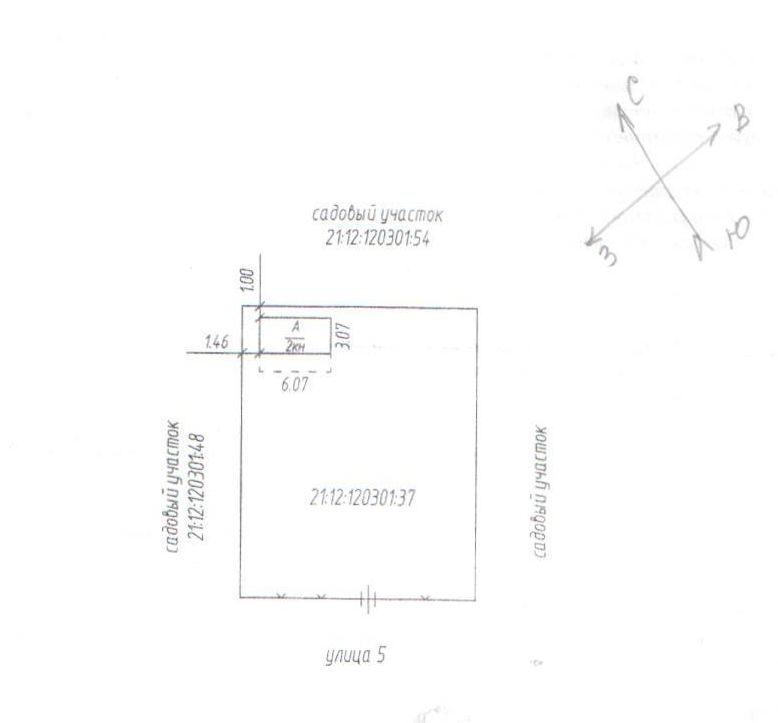 С
В
З
Ю
садовый участок
21:12:120301:54
1.00
А
2кн
3.07
1.46
6.07
садовый участок
21:12:120301:48
21:12:120301:37
садовый участок
улица 5